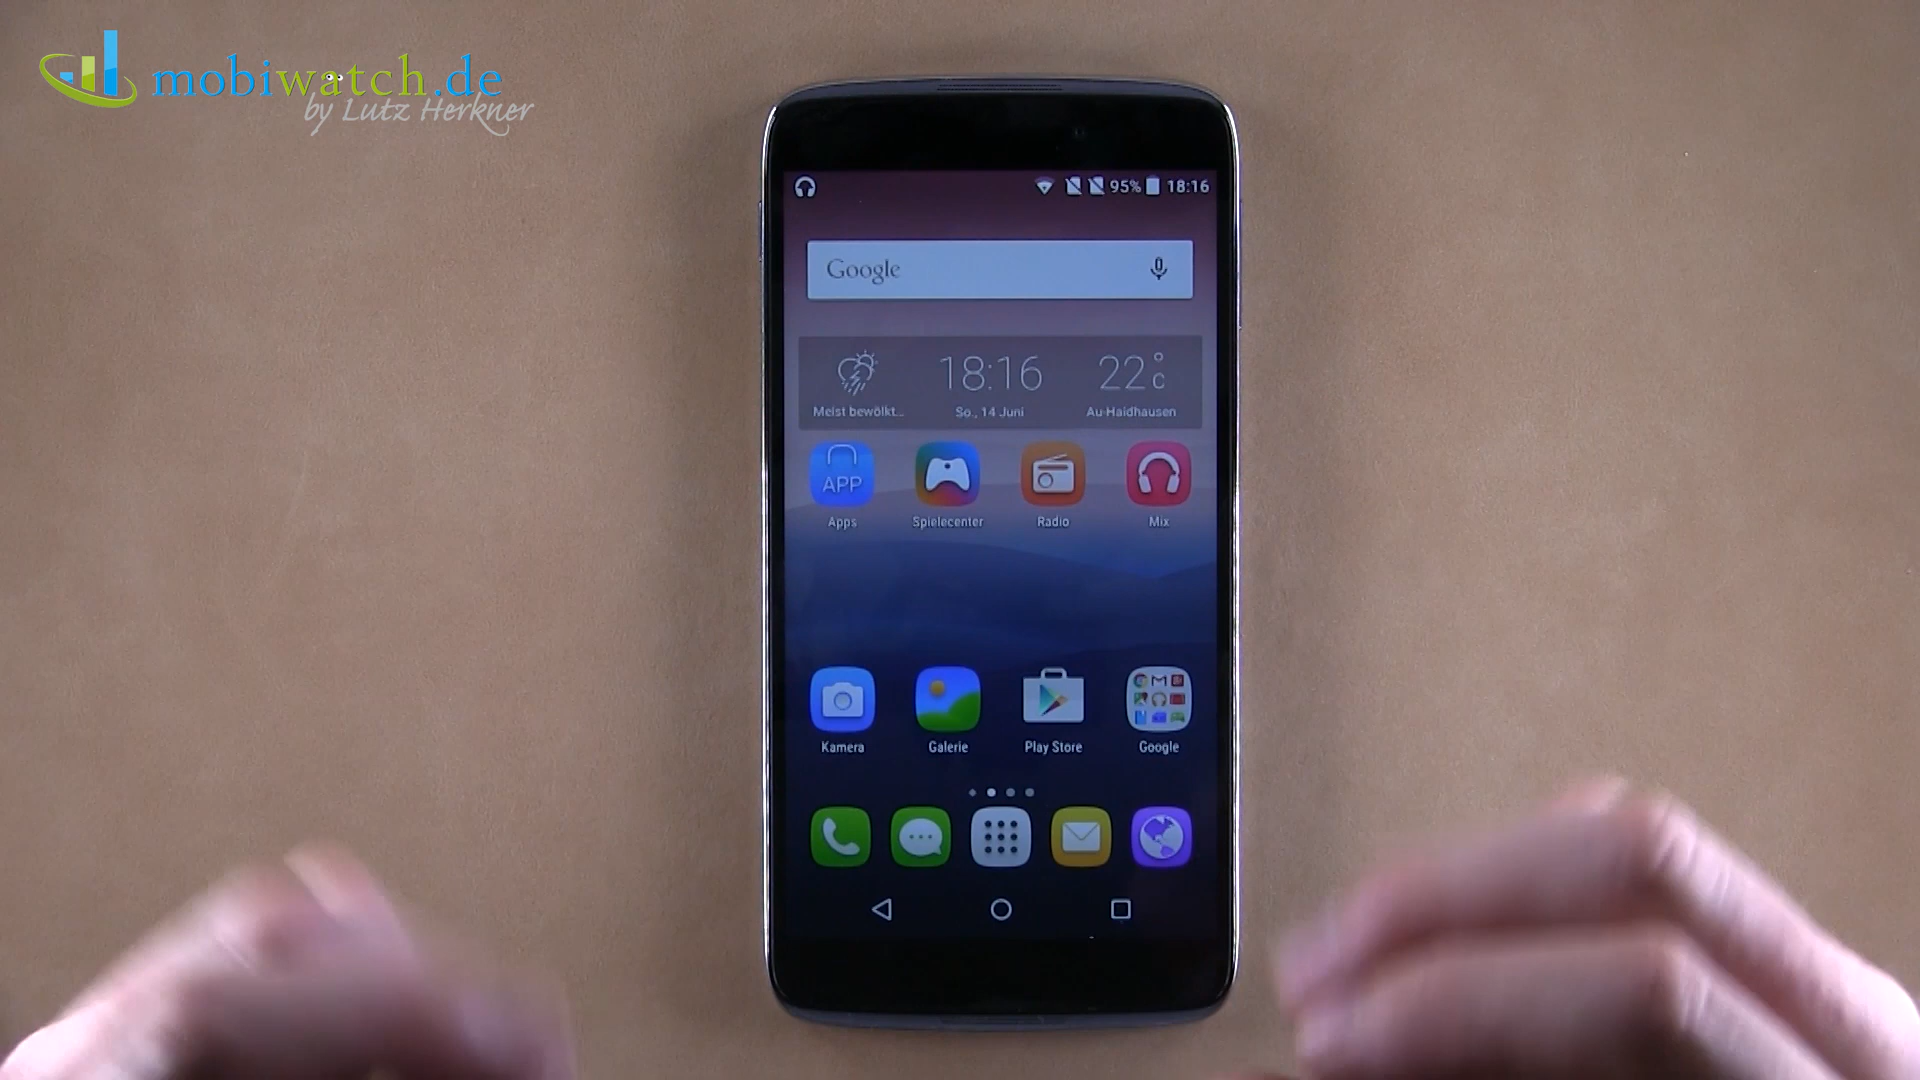 mobiwatch.de
by Lutz Herkner
95% 18:16
Google
18:16 22°C
Meist bewölkt... So., 14 Juni Au-Haidhausen
APP
Apps Spielecenter Radio Mix
Kamera Galerie Play Store Google